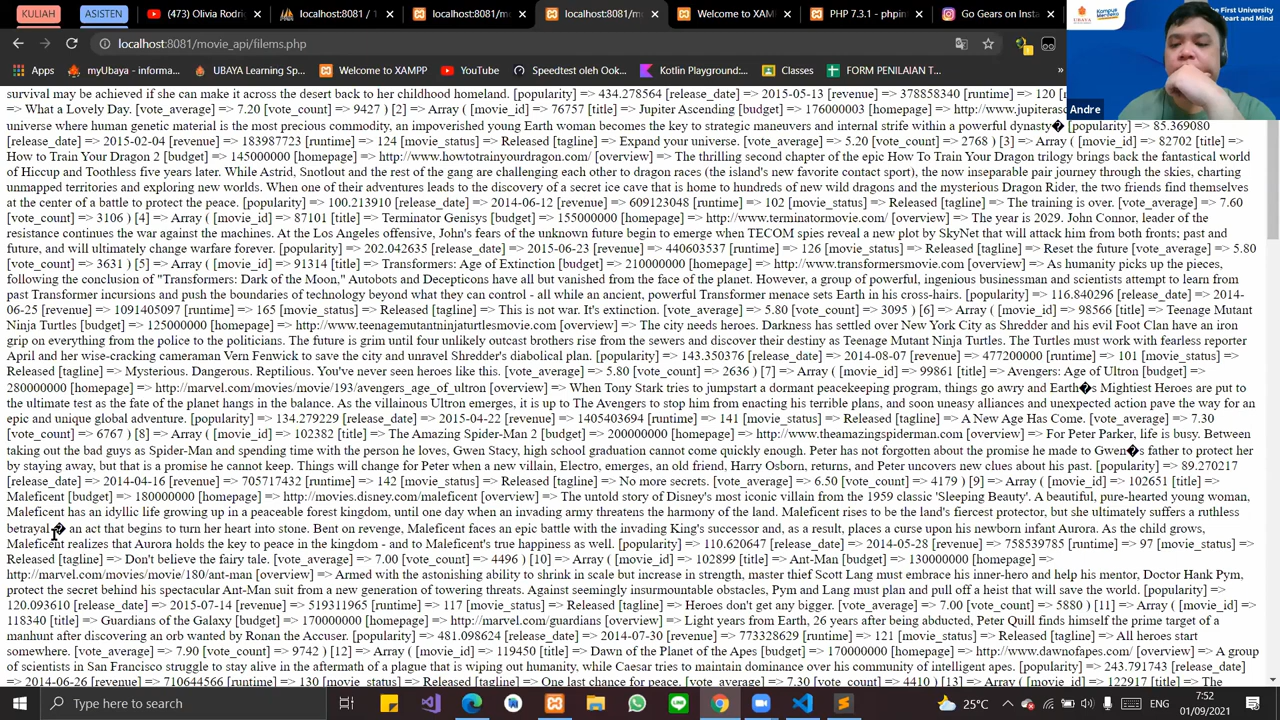 KULIAH ASISTEN (473) Olivia Rodri localhost:8081 / 1 localhost:8081/ localhost:8081/m Welcome to XAM PHP 7.3.1 - phpi Go Gears on Inst
localhost:8081/movie_api/filems.php
Apps myUbaya - informa... UBAYA Learning Sp... Welcome to XAMPP YouTube Speedtest oleh Ook... Kotlin Playground:... Classes FORM PENILAIAN T...
UBAYA Kampus Merdeka The First University Heart and Mind
Andre
survival may be achieved if she can make it across the desert back to her childhood homeland. [popularity] => 434.278564 [release_date] => 2015-05-13 [revenue] => 378858340 [runtime] => 120 [
=> What a Lovely Day. [vote_average] => 7.20 [vote_count] => 9427 ) [2] => Array ( [movie_id] => 76757 [title] => Jupiter Ascending [budget] => 176000003 [homepage] => http://www.jupiterasc
universe where human genetic material is the most precious commodity, an impoverished young Earth woman becomes the key to strategic maneuvers and internal strife within a powerful dynasty� [popularity] => 85.369080
[release_date] => 2015-02-04 [revenue] => 183987723 [runtime] => 124 [movie_status] => Released [tagline] => Expand your universe. [vote_average] => 5.20 [vote_count] => 2768 ) [3] => Array ( [movie_id] => 82702 [title] =>
How to Train Your Dragon 2 [budget] => 145000000 [homepage] => http://www.howtotrainyourdragon.com/ [overview] => The thrilling second chapter of the epic How To Train Your Dragon trilogy brings back the fantastical world
of Hiccup and Toothless five years later. While Astrid, Snotlout and the rest of the gang are challenging each other to dragon races (the island's new favorite contact sport), the now inseparable pair journey through the skies, charting
unmapped territories and exploring new worlds. When one of their adventures leads to the discovery of a secret ice cave that is home to hundreds of new wild dragons and the mysterious Dragon Rider, the two friends find themselves
at the center of a battle to protect the peace. [popularity] => 100.213910 [release_date] => 2014-06-12 [revenue] => 609123048 [runtime] => 102 [movie_status] => Released [tagline] => The training is over. [vote_average] => 7.60
[vote_count] => 3106 ) [4] => Array ( [movie_id] => 87101 [title] => Terminator Genisys [budget] => 155000000 [homepage] => http://www.terminatormovie.com/ [overview] => The year is 2029. John Connor, leader of the
resistance continues the war against the machines. At the Los Angeles offensive, John's fears of the unknown future begin to emerge when TECOM spies reveal a new plot by SkyNet that will attack him from both fronts; past and
future, and will ultimately change warfare forever. [popularity] => 202.042635 [release_date] => 2015-06-23 [revenue] => 440603537 [runtime] => 126 [movie_status] => Released [tagline] => Reset the future [vote_average] => 5.80
[vote_count] => 3631 ) [5] => Array ( [movie_id] => 91314 [title] => Transformers: Age of Extinction [budget] => 210000000 [homepage] => http://www.transformersmovie.com [overview] => As humanity picks up the pieces,
following the conclusion of "Transformers: Dark of the Moon," Autobots and Decepticons have all but vanished from the face of the planet. However, a group of powerful, ingenious businessman and scientists attempt to learn from
past Transformer incursions and push the boundaries of technology beyond what they can control - all while an ancient, powerful Transformer menace sets Earth in his cross-hairs. [popularity] => 116.840296 [release_date] => 2014-
06-25 [revenue] => 1091405097 [runtime] => 165 [movie_status] => Released [tagline] => This is not war. It's extinction. [vote_average] => 5.80 [vote_count] => 3095 ) [6] => Array ( [movie_id] => 98566 [title] => Teenage Mutant
Ninja Turtles [budget] => 125000000 [homepage] => http://www.teenagemutantninjaturtlesmovie.com [overview] => The city needs heroes. Darkness has settled over New York City as Shredder and his evil Foot Clan have an iron
grip on everything from the police to the politicians. The future is grim until four unlikely outcast brothers rise from the sewers and discover their destiny as Teenage Mutant Ninja Turtles. The Turtles must work with fearless reporter
April and her wise-cracking cameraman Vern Fenwick to save the city and unravel Shredder's diabolical plan. [popularity] => 143.350376 [release_date] => 2014-08-07 [revenue] => 477200000 [runtime] => 101 [movie_status] =>
Released [tagline] => Mysterious. Dangerous. Reptilious. You've never seen heroes like this. [vote_average] => 5.80 [vote_count] => 2636 ) [7] => Array ( [movie_id] => 99861 [title] => Avengers: Age of Ultron [budget] =>
280000000 [homepage] => http://marvel.com/movies/movie/193/avengers_age_of_ultron [overview] => When Tony Stark tries to jumpstart a dormant peacekeeping program, things go awry and Earth�s Mightiest Heroes are put to
the ultimate test as the fate of the planet hangs in the balance. As the villainous Ultron emerges, it is up to The Avengers to stop him from enacting his terrible plans, and soon uneasy alliances and unexpected action pave the way for an
epic and unique global adventure. [popularity] => 134.279229 [release_date] => 2015-04-22 [revenue] => 1405403694 [runtime] => 141 [movie_status] => Released [tagline] => A New Age Has Come. [vote_average] => 7.30
[vote_count] => 6767 ) [8] => Array ( [movie_id] => 102382 [title] => The Amazing Spider-Man 2 [budget] => 200000000 [homepage] => http://www.theamazingspiderman.com [overview] => For Peter Parker, life is busy. Between
taking out the bad guys as Spider-Man and spending time with the person he loves, Gwen Stacy, high school graduation cannot come quickly enough. Peter has not forgotten about the promise he made to Gwen�s father to protect her
by staying away, but that is a promise he cannot keep. Things will change for Peter when a new villain, Electro, emerges, an old friend, Harry Osborn, returns, and Peter uncovers new clues about his past. [popularity] => 89.270217
[release_date] => 2014-04-16 [revenue] => 705717432 [runtime] => 142 [movie_status] => Released [tagline] => No more secrets. [vote_average] => 6.50 [vote_count] => 4179 ) [9] => Array ( [movie_id] => 102651 [title] =>
Maleficent [budget] => 180000000 [homepage] => http://movies.disney.com/maleficent [overview] => The untold story of Disney's most iconic villain from the 1959 classic 'Sleeping Beauty'. A beautiful, pure-hearted young woman,
Maleficent has an idyllic life growing up in a peaceable forest kingdom, until one day when an invading army threatens the harmony of the land. Maleficent rises to be the land's fiercest protector, but she ultimately suffers a ruthless
betrayal� an act that begins to turn her heart into stone. Bent on revenge, Maleficent faces an epic battle with the invading King's successor and, as a result, places a curse upon his newborn infant Aurora. As the child grows,
Maleficent realizes that Aurora holds the key to peace in the kingdom - and to Maleficent's true happiness as well. [popularity] => 110.620647 [release_date] => 2014-05-28 [revenue] => 758539785 [runtime] => 97 [movie_status] =>
Released [tagline] => Don't believe the fairy tale. [vote_average] => 7.00 [vote_count] => 4496 ) [10] => Array ( [movie_id] => 102899 [title] => Ant-Man [budget] => 130000000 [homepage] =>
http://marvel.com/movies/movie/180/ant-man [overview] => Armed with the astonishing ability to shrink in scale but increase in strength, master thief Scott Lang must embrace his inner-hero and help his mentor, Doctor Hank Pym,
protect the secret behind his spectacular Ant-Man suit from a new generation of towering threats. Against seemingly insurmountable obstacles, Pym and Lang must plan and pull off a heist that will save the world. [popularity] =>
120.093610 [release_date] => 2015-07-14 [revenue] => 519311965 [runtime] => 117 [movie_status] => Released [tagline] => Heroes don't get any bigger. [vote_average] => 7.00 [vote_count] => 5880 ) [11] => Array ( [movie_id] =>
118340 [title] => Guardians of the Galaxy [budget] => 170000000 [homepage] => http://marvel.com/guardians [overview] => Light years from Earth, 26 years after being abducted, Peter Quill finds himself the prime target of a
manhunt after discovering an orb wanted by Ronan the Accuser. [popularity] => 481.098624 [release_date] => 2014-07-30 [revenue] => 773328629 [runtime] => 121 [movie_status] => Released [tagline] => All heroes start
somewhere. [vote_average] => 7.90 [vote_count] => 9742 ) [12] => Array ( [movie_id] => 119450 [title] => Dawn of the Planet of the Apes [budget] => 170000000 [homepage] => http://www.dawnofapes.com/ [overview] => A group
of scientists in San Francisco struggle to stay alive in the aftermath of a plague that is wiping out humanity, while Caesar tries to maintain dominance over his community of intelligent apes. [popularity] => 243.791743 [release_date]
=> 2014-06-26 [revenue] => 710644566 [runtime] => 130 [movie_status] => Released [tagline] => One last chance for peace. [vote_average] => 7.30 [vote_count] => 4410 ) [13] => Array ( [movie_id] => 122917 [title] => The
Type here to search 25°C ENG 7:52
01/09/2021